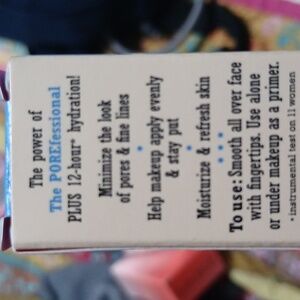 The power of
The POREfessional
PLUS 12-hour* hydration!
Minimize the look
of pores & fine lines
•
Help makeup apply evenly
& stay put
• • •
Moisturize & refresh skin
To use: Smooth all over face
with fingertips. Use alone
or under makeup as a primer.
*instrumental test on 11 women